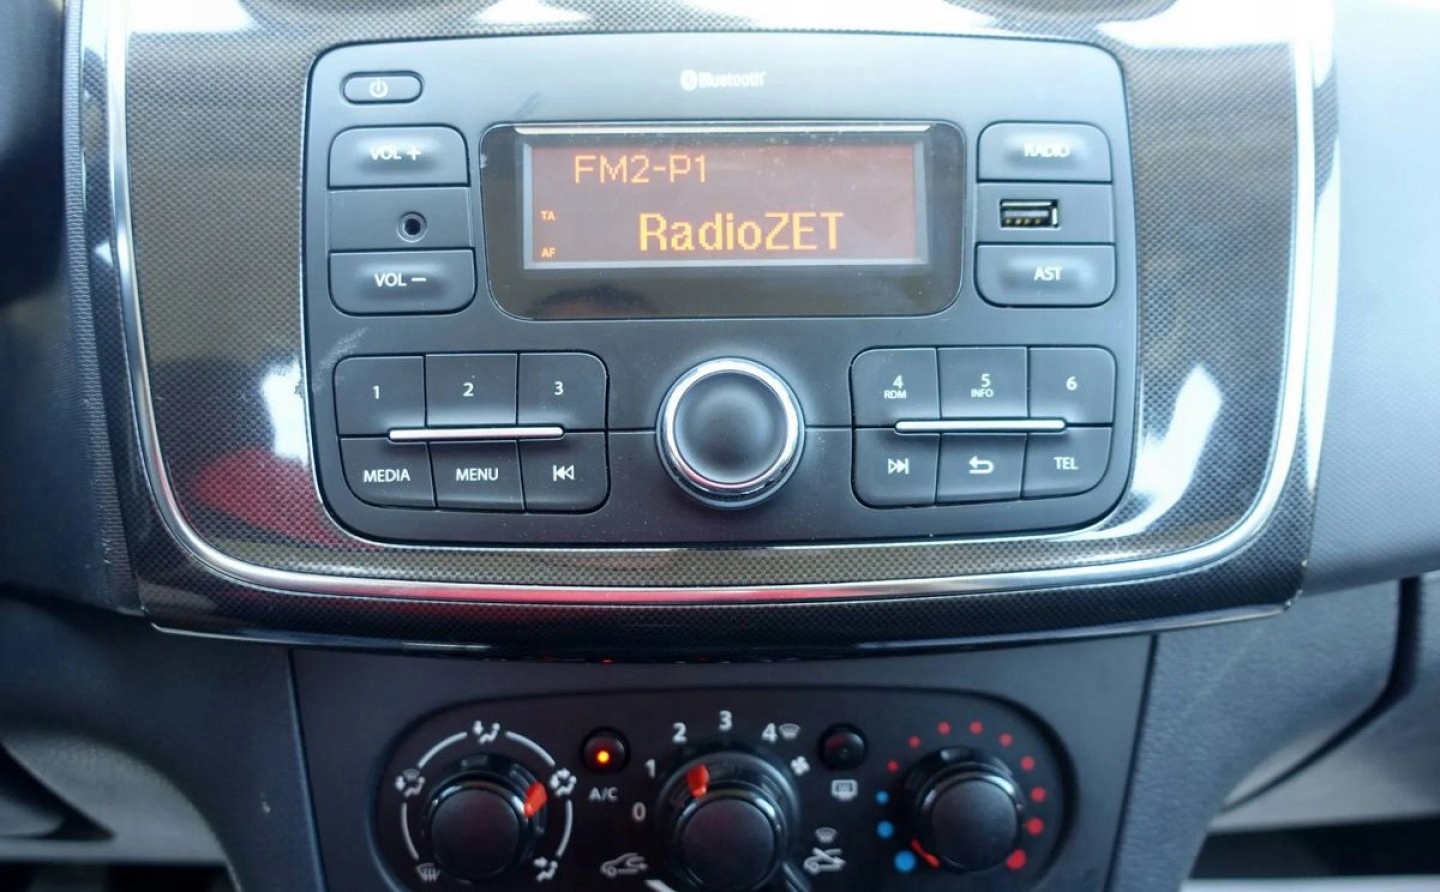 Bluetooth
VOL +
FM2-P1
RADIO
TA
RadioZET
AF
VOL −
AST
1 2 3
4 5 6
RDM INFO
MEDIA MENU
TEL
0 1 2 3 4
A/C